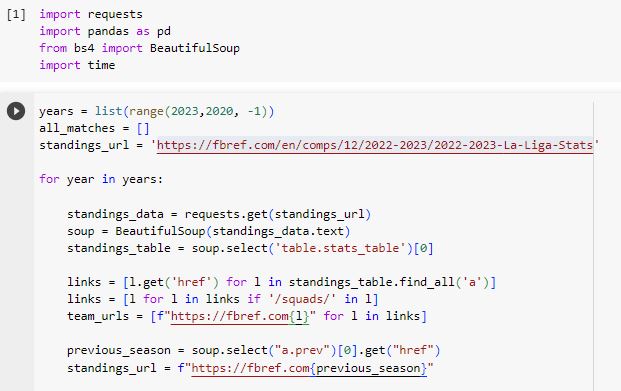 [1] import requests
import pandas as pd
from bs4 import BeautifulSoup
import time
years = list(range(2023,2020, -1))
all_matches = []
standings_url = 'https://fbref.com/en/comps/12/2022-2023/2022-2023-La-Liga-Stats'
for year in years:
standings_data = requests.get(standings_url)
soup = BeautifulSoup(standings_data.text)
standings_table = soup.select('table.stats_table')[0]
links = [l.get('href') for l in standings_table.find_all('a')]
links = [l for l in links if '/squads/' in l]
team_urls = [f"https://fbref.com{l}" for l in links]
previous_season = soup.select("a.prev")[0].get("href")
standings_url = f"https://fbref.com{previous_season}"